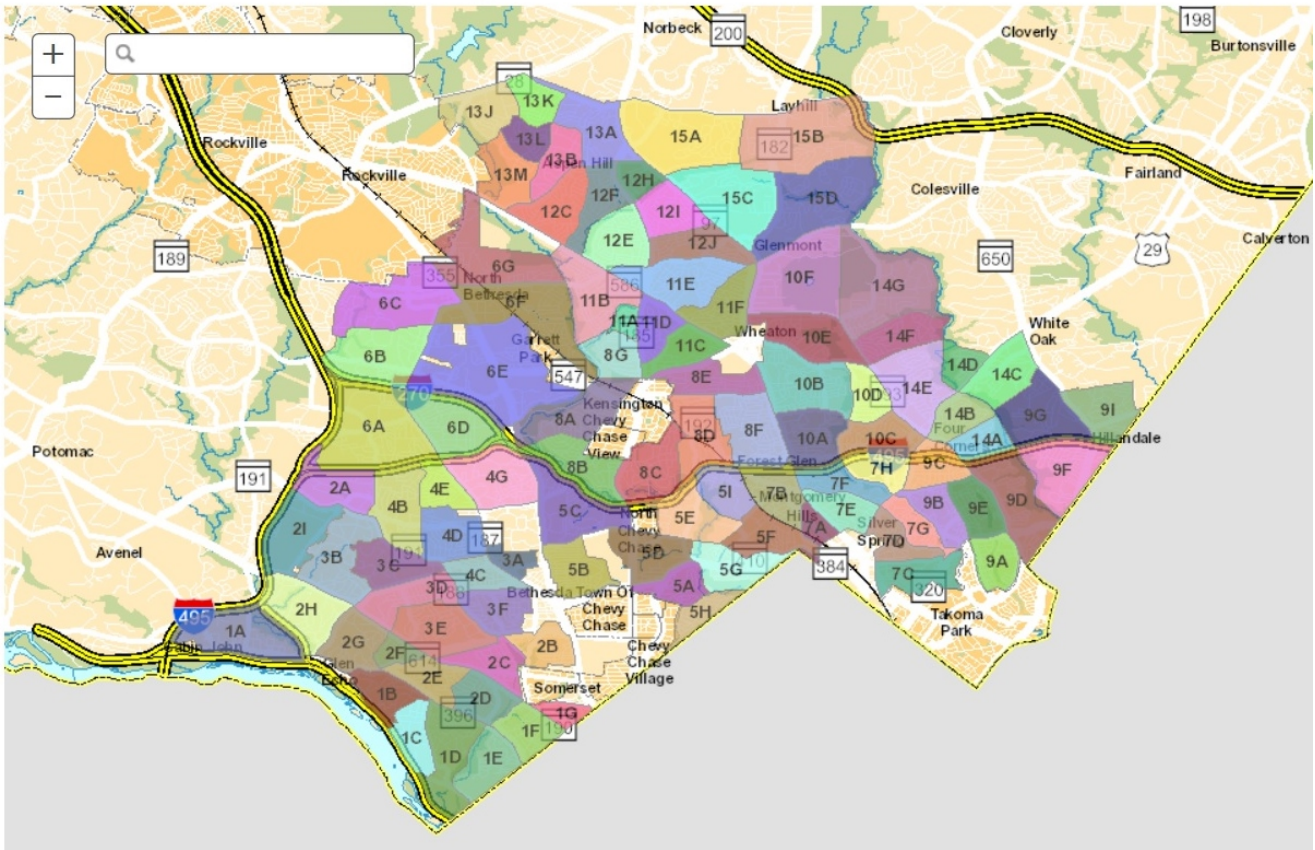 +
−
Norbeck
200
198
Cloverly
Burtonsville
28
13K
13J
Layhill
13L
13A
15A
182
15B
Rockville
13B
Aspen Hill
Rockville
13M
12H
Fairland
12F
15C
15D
Colesville
12C
12I
97
12E
12J
Glenmont
Calverton
189
650
29
355
6G
North
Bethesda
586
11E
10F
14G
6C
6F
11B
11F
11A
11D
185
Wheaton
10E
14F
White
Oak
Garrett
Park
11C
6B
8G
6E
547
8E
14D
14C
270
Kensington
10B
14E
10D
8A
Chevy
Chase
View
192
14B
9G
9I
6A
6D
8D
8F
10A
10C
Four
Corners
14A
Hillandale
495
Potomac
Forest Glen
7H
9C
9F
191
4G
8B
8C
2A
4E
5I
7B
7F
Montgomery
Hills
4B
5C
North
Chevy
Chase
5E
7E
9B
9E
9D
2I
4D
187
7A
Silver
Spring
7G
7D
Avenel
3B
191
5D
5F
3C
3A
110
384
9A
4C
5B
5G
7C
3D
188
Bethesda
Town Of
Chevy
Chase
5A
320
495
2H
3F
5H
Takoma
Park
1A
3E
Cabin John
2G
2F
614
2C
2B
Chevy
Chase
Village
Glen
Echo
2E
1B
2D
Somerset
396
1G
190
1C
1F
1D
1E